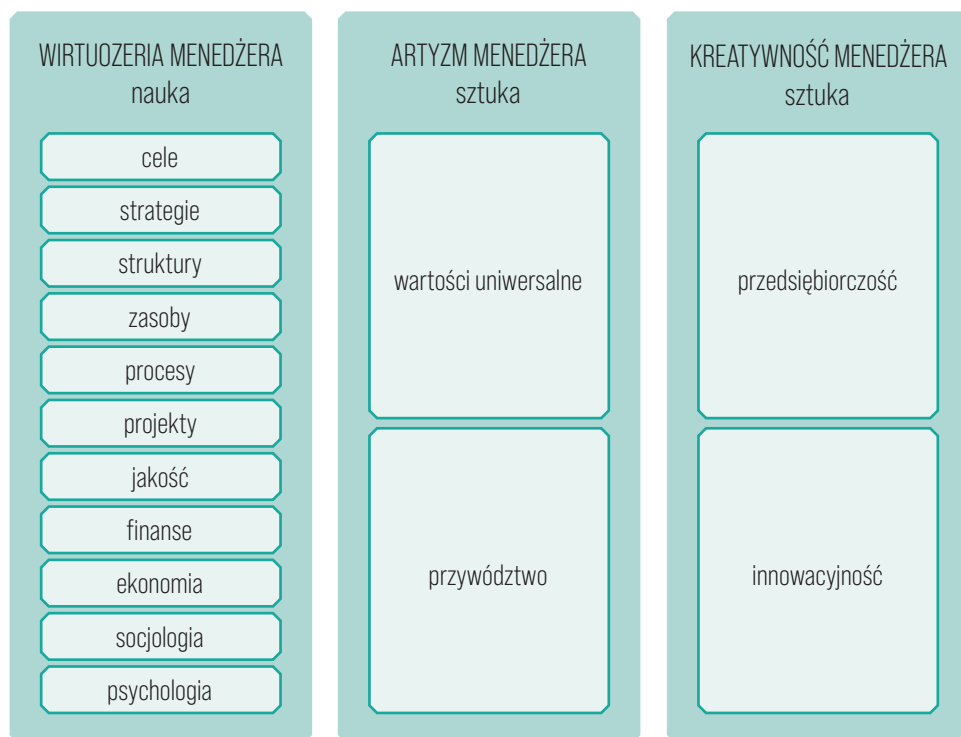 WIRTUOZERIA MENEDŻERA
nauka
cele
strategie
struktury
zasoby
procesy
projekty
jakość
finanse
ekonomia
socjologia
psychologia
ARTYZM MENEDŻERA
sztuka
wartości uniwersalne
przywództwo
KREATYWNOŚĆ MENEDŻERA
sztuka
przedsiębiorczość
innowacyjność